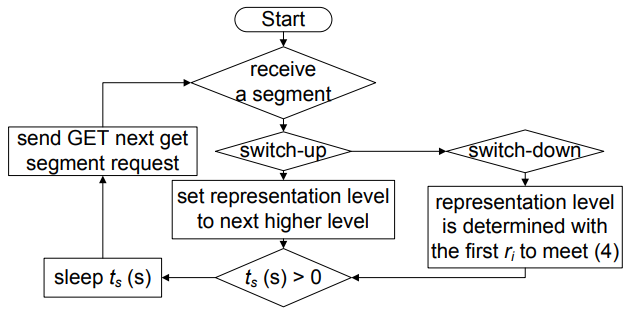 Start
receive
a segment
send GET next get
segment request
switch-up
switch-down
set representation level
to next higher level
representation level
is determined with
the first ri to meet (4)
sleep ts (s)
ts (s) > 0